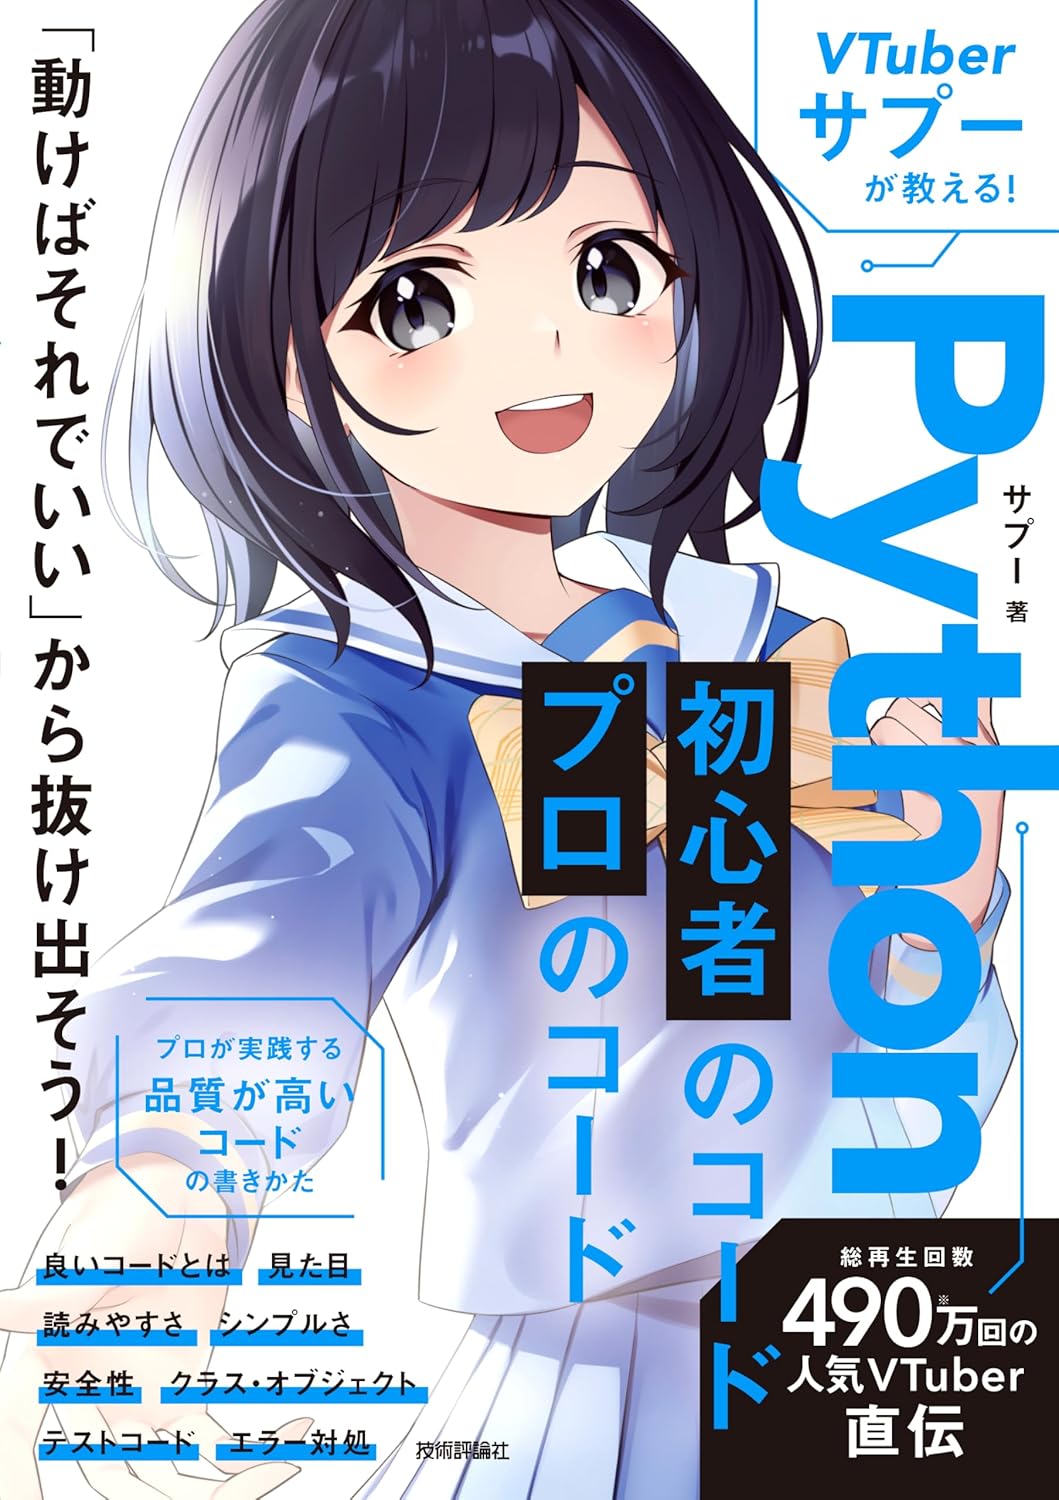 VTuber
サプー
が教える!
Python
サプー 著
初心者のコード
プロのコード
「動けばそれでいい」から抜け出そう!
プロが実践する
品質が高い
コード
の書きかた
良いコードとは 見た目
読みやすさ シンプルさ
安全性 クラス・オブジェクト
テストコード エラー対処
技術評論社
総再生回数
490※万回の
人気VTuber
直伝